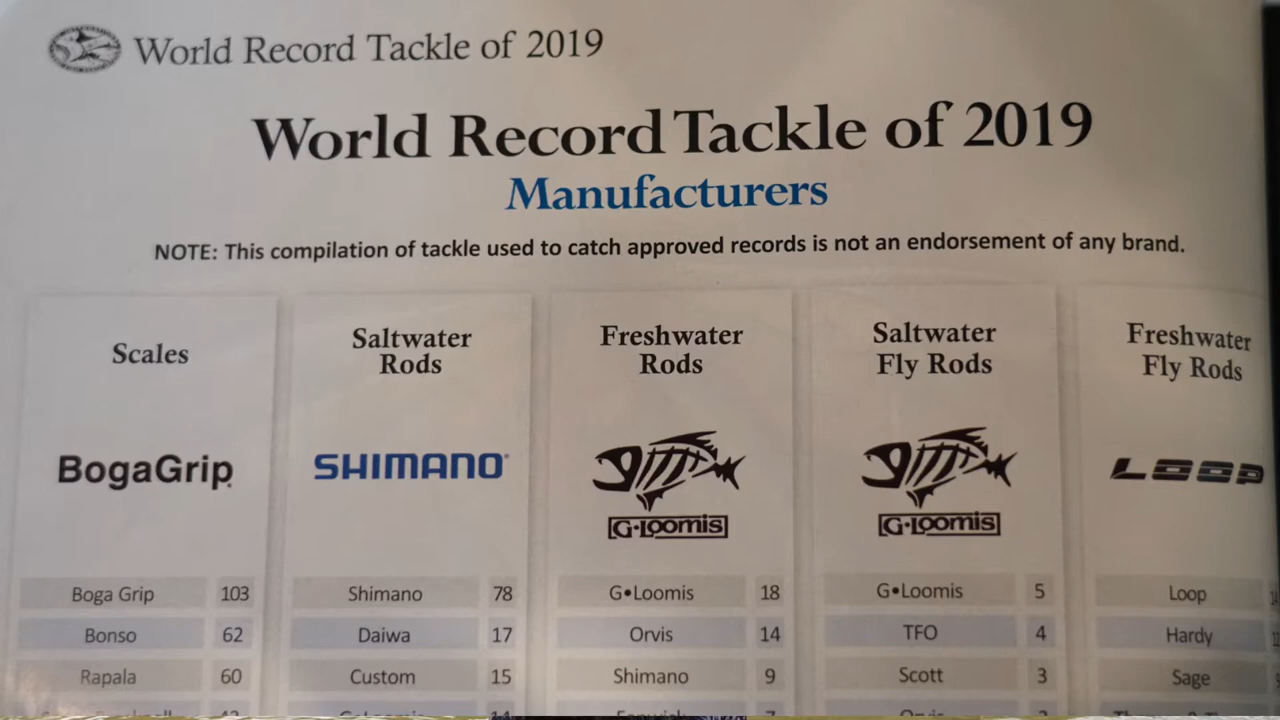 World Record Tackle of 2019
World Record Tackle of 2019
Manufacturers
NOTE: This compilation of tackle used to catch approved records is not an endorsement of any brand.
Scales
Saltwater
Rods
Freshwater
Rods
Saltwater
Fly Rods
Freshwater
Fly Rods
BogaGrip
SHIMANO
G•Loomis
G•Loomis
LOOP
Boga Grip 103 Shimano 78 G•Loomis 18 G•Loomis 5 Loop
Bonso 62 Daiwa 17 Orvis 14 TFO 4 Hardy
Rapala 60 Custom 15 Shimano 9 Scott 3 Sage